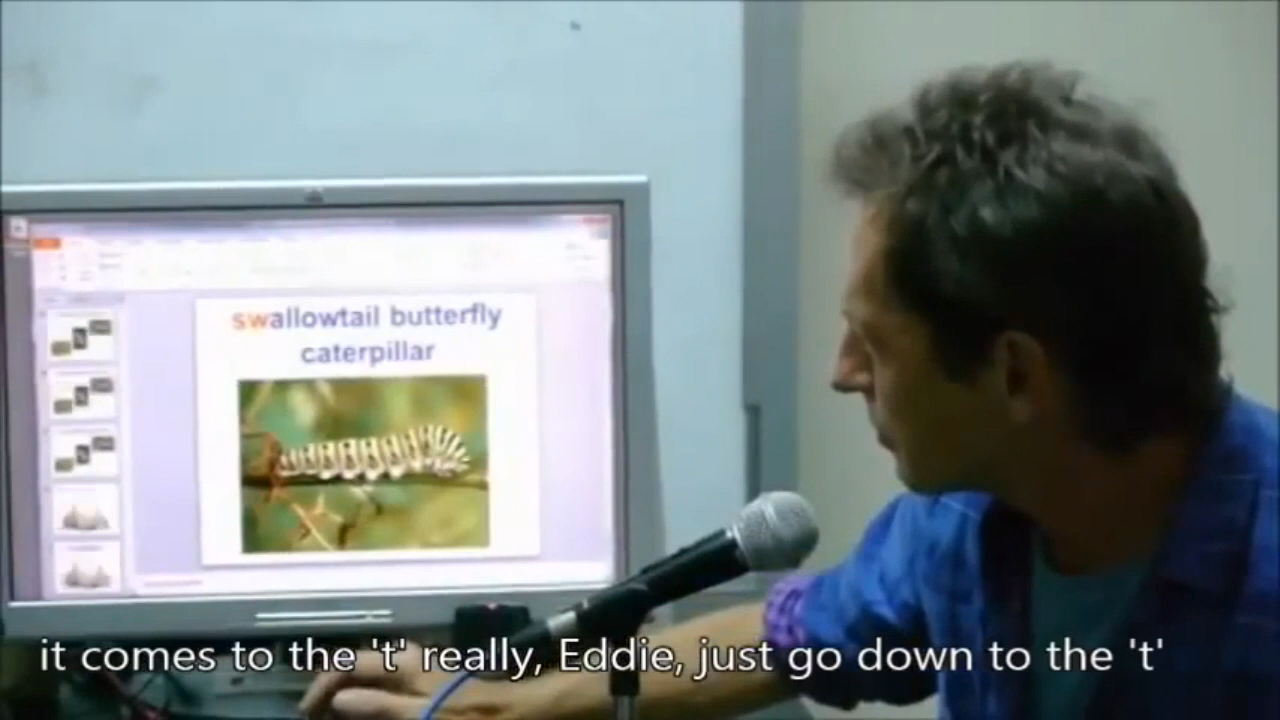 swallowtail butterfly
caterpillar
it comes to the 't' really, Eddie, just go down to the 't'